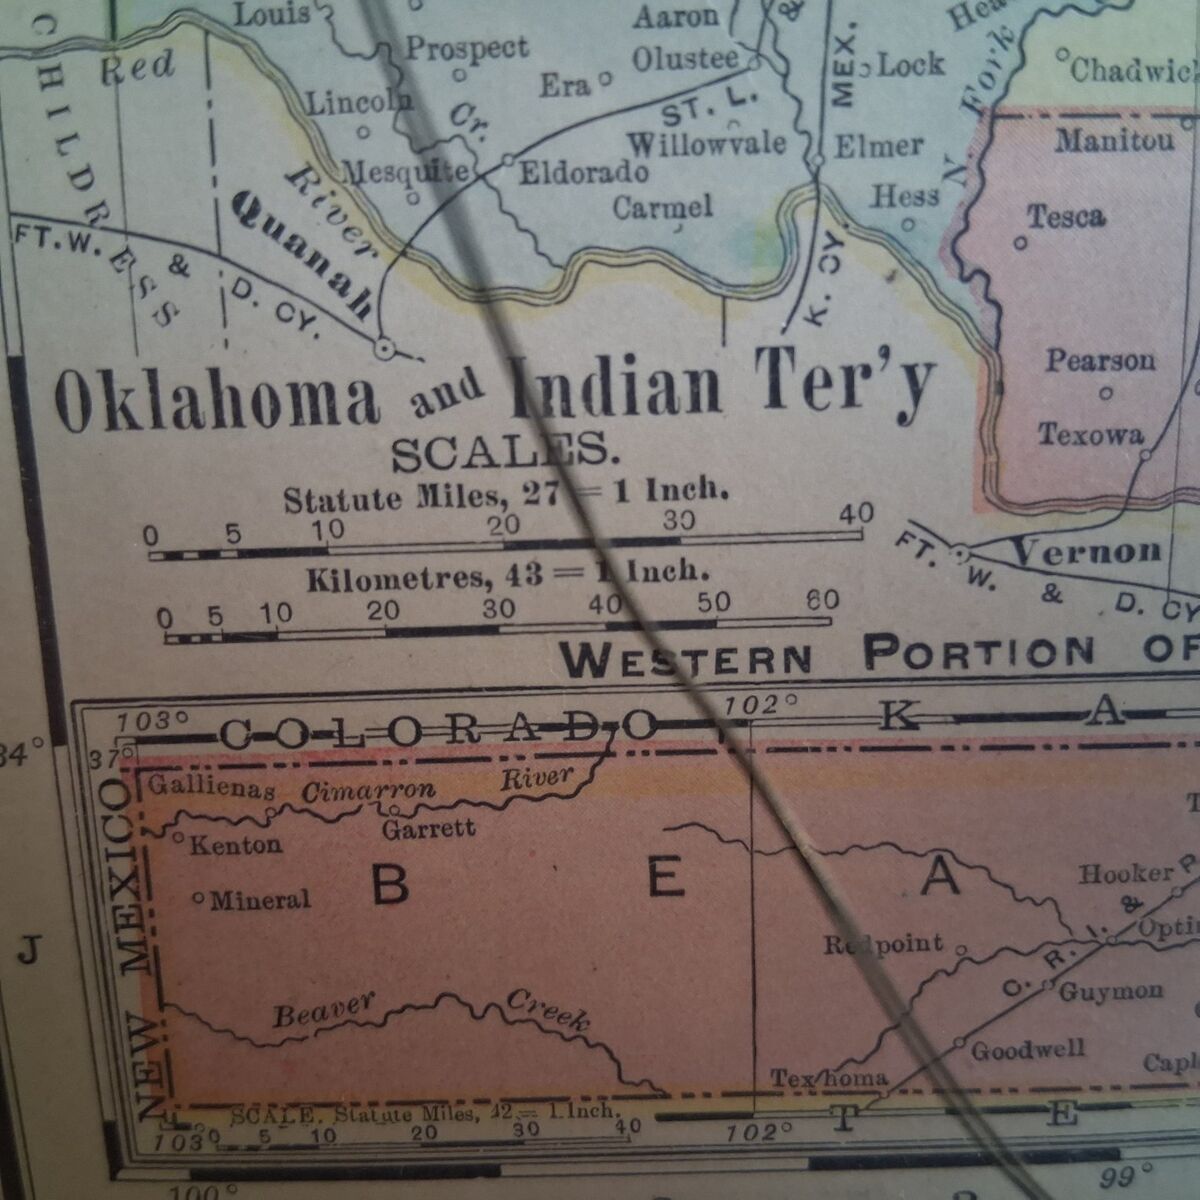 Louis
Aaron
Prospect
Olustee
MEX.
Lock
Chadwic
Red
Era
N. Fork
Lincoln
Cr.
ST. L.
Willowvale
Elmer
Manitou
CHILDRESS
River
Mesquite
Eldorado
Hess
Carmel
Tesca
Quanah
FT. W. & D. CY.
K. CY.
Pearson
Texowa
Oklahoma and Indian Ter'y
SCALES.
Statute Miles, 27 = 1 Inch.
0 5 10 20 30 40
Kilometres, 43 = 1 Inch.
0 5 10 20 30 40 50 60
Vernon
FT. W. & D. CY
WESTERN PORTION OF
34°
103° COLORADO 102° K A
37°
Gallienas Cimarron River
Kenton
Garrett
B E A
Mineral
Hooker
NEW MEXICO
J
Redpoint
C. R. I. & P
Opti
Guymon
Beaver Creek
Goodwell
Texhoma
Capl
SCALE. Statute Miles, 42 = 1 Inch.
0 5 10 20 30 40
103° 102° T E
100° 99°